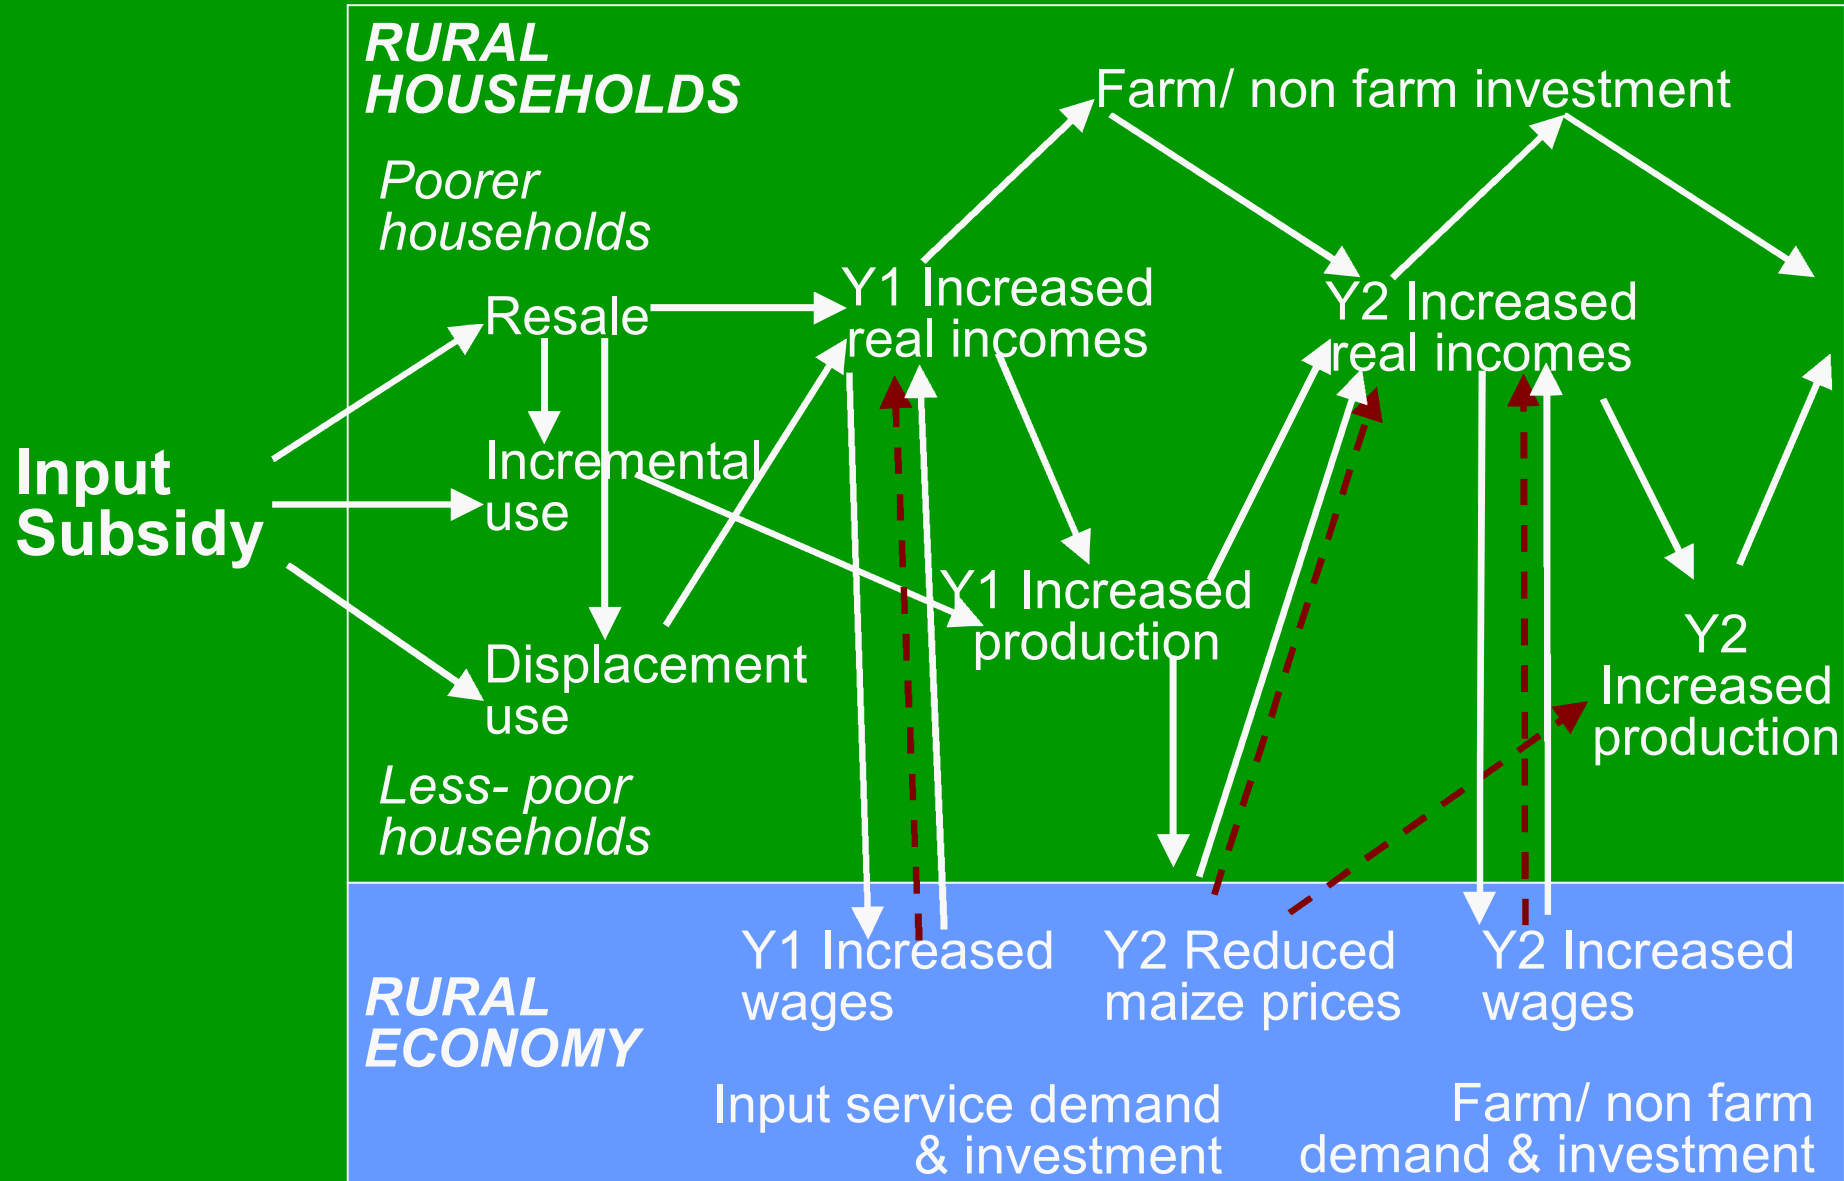 RURAL
HOUSEHOLDS
Farm/ non farm investment
Poorer
households
Y1 Increased
real incomes
Y2 Increased
real incomes
Resale
Incremental
use
Input
Subsidy
Y1 Increased
production
Displacement
use
Y2
Increased
production
Less- poor
households
Y1 Increased
wages
Y2 Reduced
maize prices
Y2 Increased
wages
RURAL
ECONOMY
Input service demand
& investment
Farm/ non farm
demand & investment